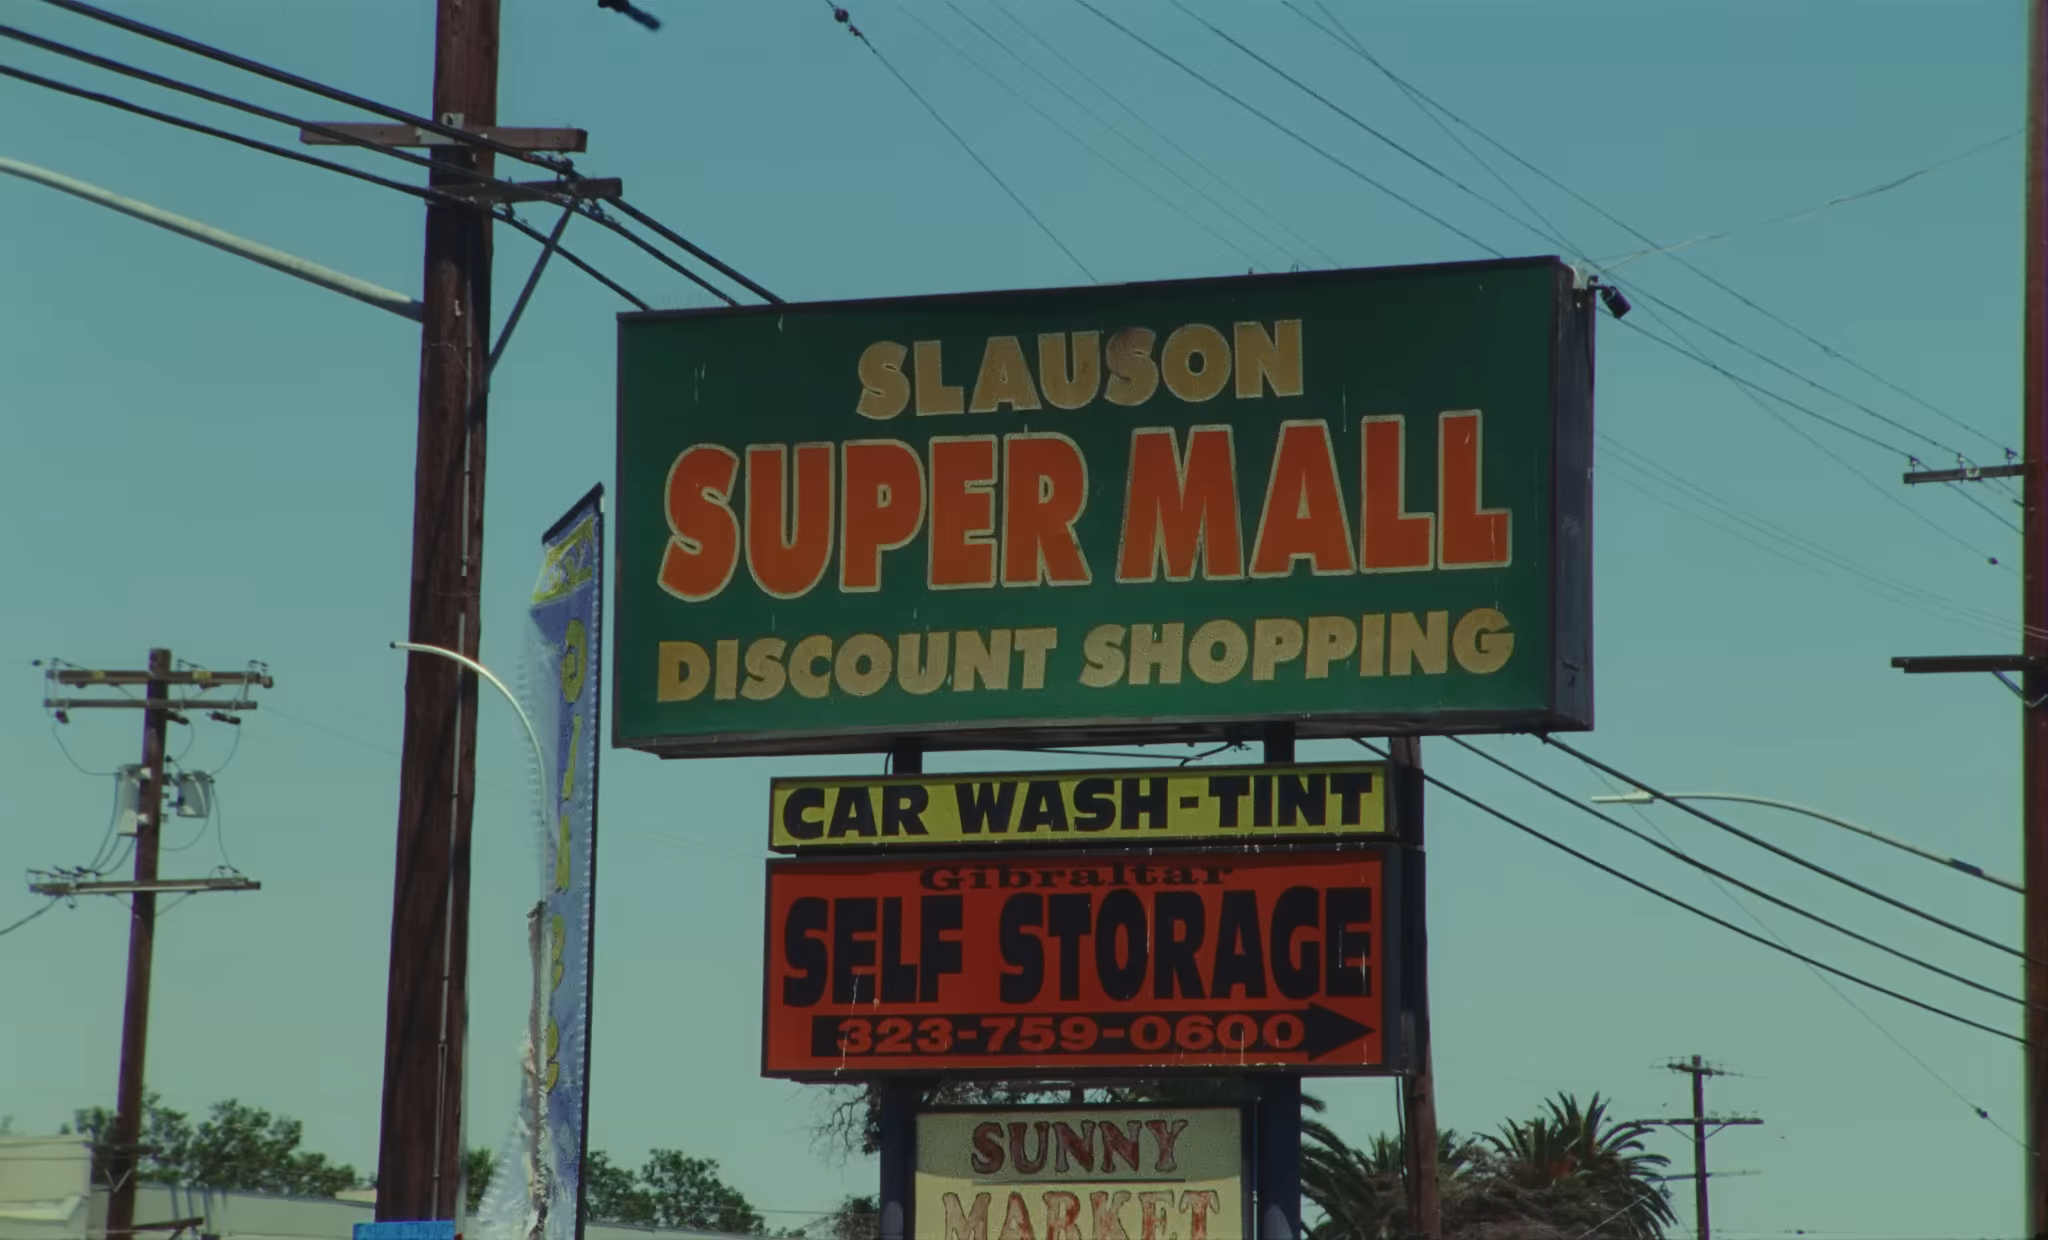 SLAUSON
SUPER MALL
DISCOUNT SHOPPING
CAR WASH-TINT
Gibraltar
SELF STORAGE
323-759-0600
SUNNY
MARKET